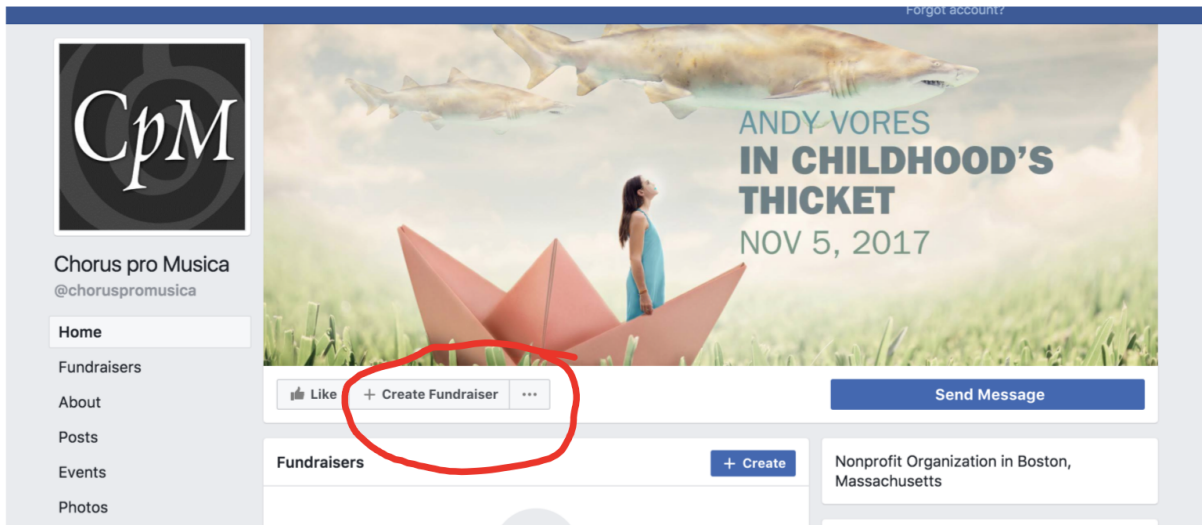 Forgot account?
CpM
Chorus pro Musica
@choruspromusica
Home
Fundraisers
About
Posts
Events
Photos
ANDY VORES
IN CHILDHOOD'S
THICKET
NOV 5, 2017
Like
+ Create Fundraiser
...
Send Message
Fundraisers
+ Create
Nonprofit Organization in Boston,
Massachusetts